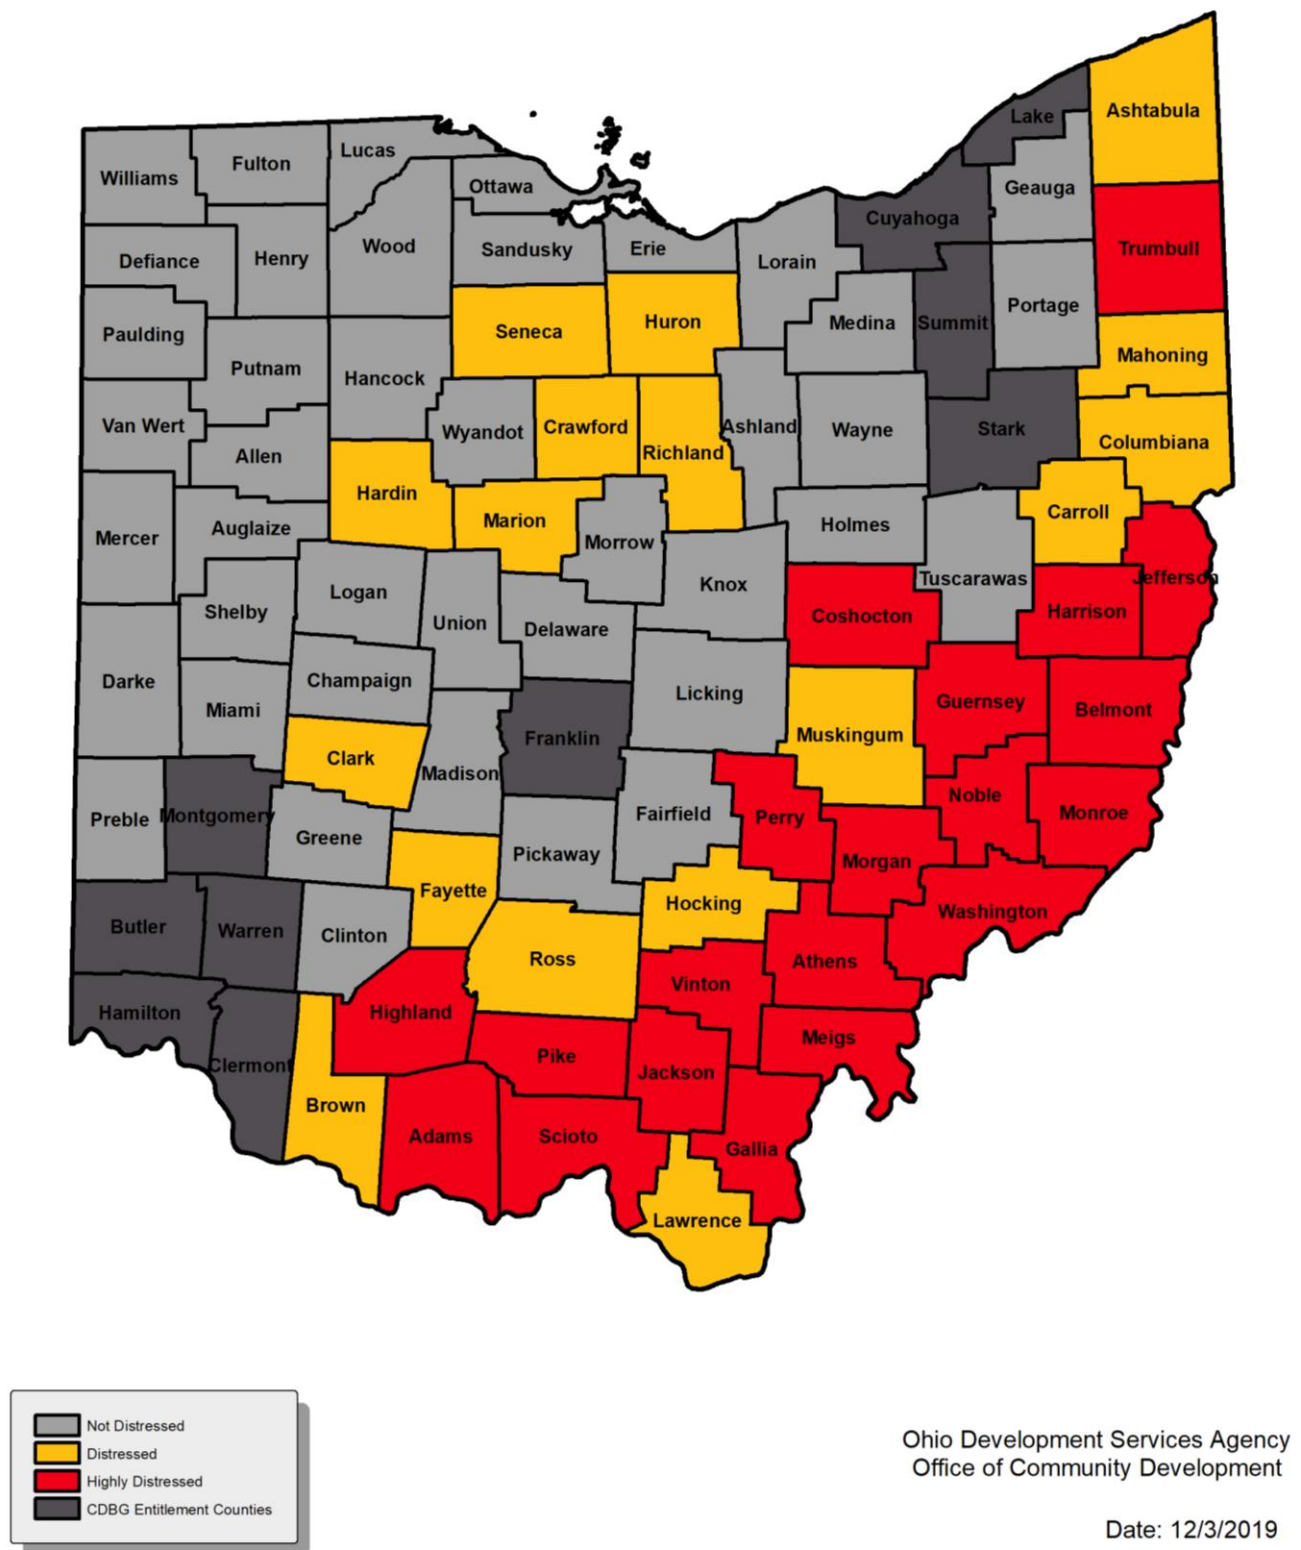 Lake
Ashtabula
Lucas
Fulton
Williams
Ottawa
Geauga
Cuyahoga
Wood
Sandusky
Erie
Trumbull
Henry
Defiance
Lorain
Portage
Paulding
Seneca
Huron
Medina
Summit
Mahoning
Putnam
Hancock
Van Wert
Wyandot
Crawford
Ashland
Wayne
Stark
Columbiana
Allen
Richland
Hardin
Marion
Carroll
Mercer
Auglaize
Morrow
Holmes
Tuscarawas
Jefferson
Logan
Knox
Shelby
Union
Delaware
Coshocton
Harrison
Darke
Champaign
Licking
Guernsey
Belmont
Miami
Franklin
Muskingum
Clark
Madison
Noble
Preble
Montgomery
Greene
Fairfield
Perry
Monroe
Pickaway
Morgan
Fayette
Hocking
Washington
Butler
Warren
Clinton
Ross
Athens
Vinton
Hamilton
Highland
Meigs
Clermont
Pike
Jackson
Brown
Adams
Scioto
Gallia
Lawrence
Not Distressed
Distressed
Highly Distressed
CDBG Entitlement Counties
Ohio Development Services Agency
Office of Community Development
Date: 12/3/2019